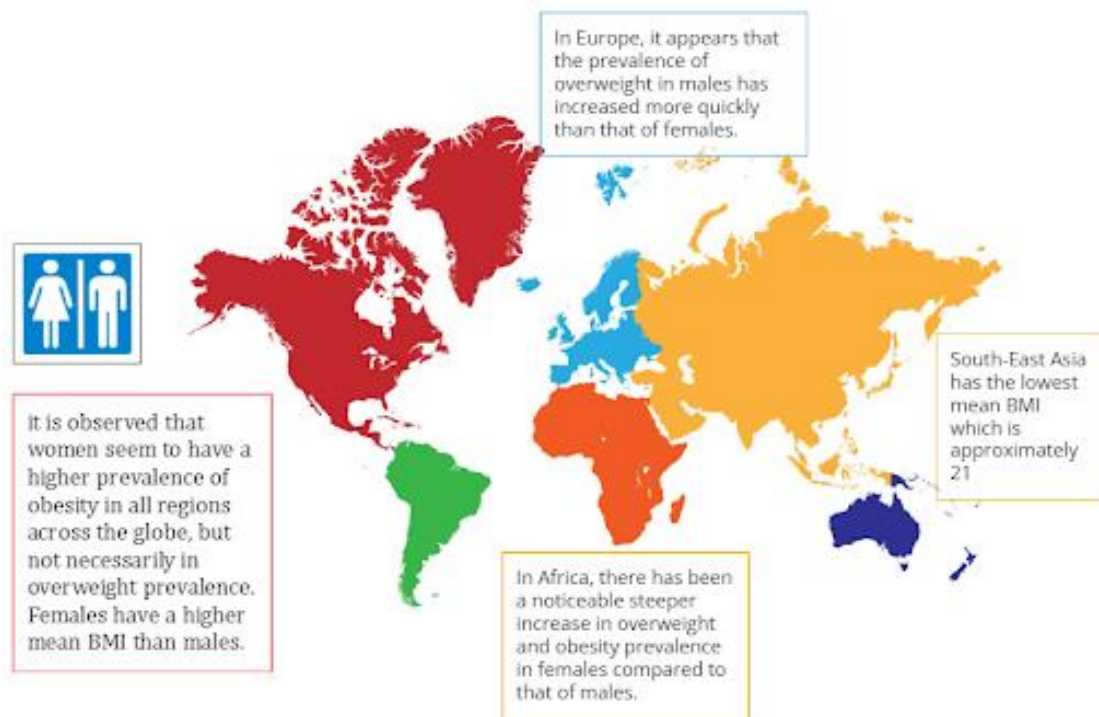 In Europe, it appears that
the prevalence of
overweight in males has
increased more quickly
than that of females.
South-East Asia
has the lowest
mean BMI
which is
approximately
21
it is observed that
women seem to have a
higher prevalence of
obesity in all regions
across the globe, but
not necessarily in
overweight prevalence.
Females have a higher
mean BMI than males.
In Africa, there has been
a noticeable steeper
increase in overweight
and obesity prevalence
in females compared to
that of males.